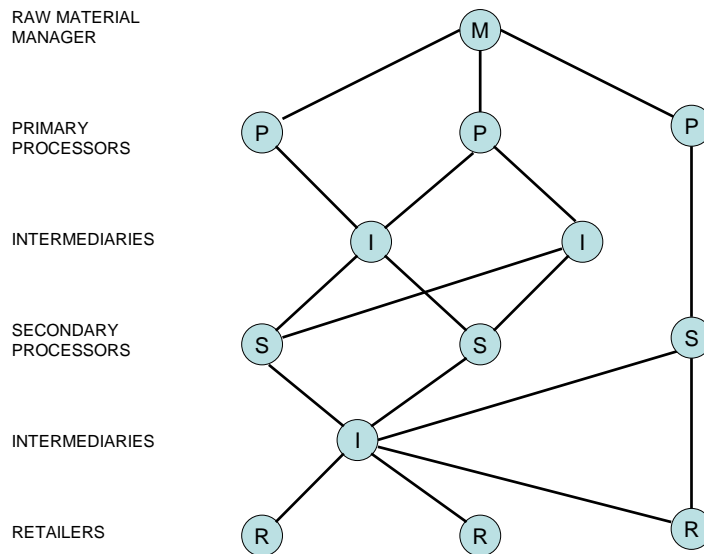 RAW MATERIAL
MANAGER
M
PRIMARY
PROCESSORS
P
P
P
INTERMEDIARIES
I
I
SECONDARY
PROCESSORS
S
S
S
INTERMEDIARIES
I
RETAILERS
R
R
R